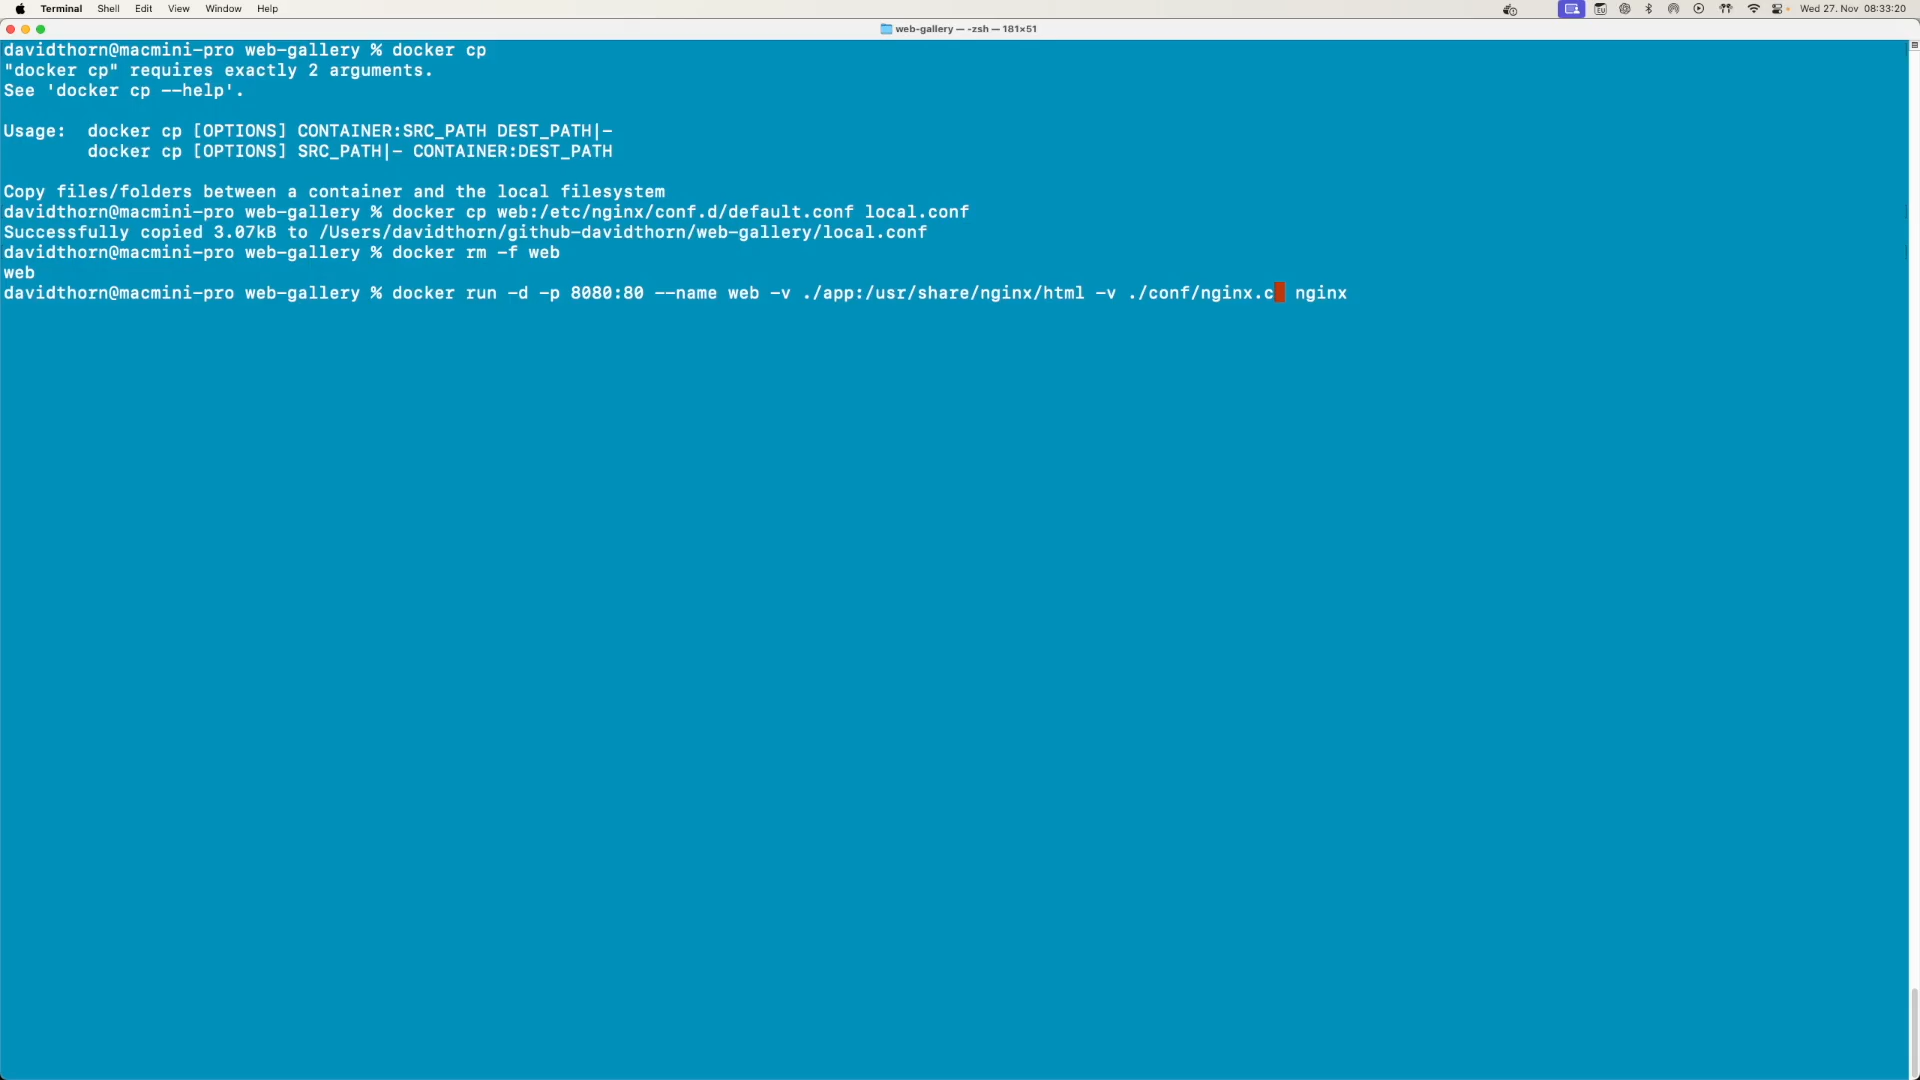 Terminal Shell Edit View Window Help Wed 27. Nov 08:33:20
web-gallery — -zsh — 181×51
davidthorn@macmini-pro web-gallery % docker cp
"docker cp" requires exactly 2 arguments.
See 'docker cp --help'.
Usage:  docker cp [OPTIONS] CONTAINER:SRC_PATH DEST_PATH|-
        docker cp [OPTIONS] SRC_PATH|- CONTAINER:DEST_PATH
Copy files/folders between a container and the local filesystem
davidthorn@macmini-pro web-gallery % docker cp web:/etc/nginx/conf.d/default.conf local.conf
Successfully copied 3.07kB to /Users/davidthorn/github-davidthorn/web-gallery/local.conf
davidthorn@macmini-pro web-gallery % docker rm -f web
web
davidthorn@macmini-pro web-gallery % docker run -d -p 8080:80 --name web -v ./app:/usr/share/nginx/html -v ./conf/nginx.c nginx